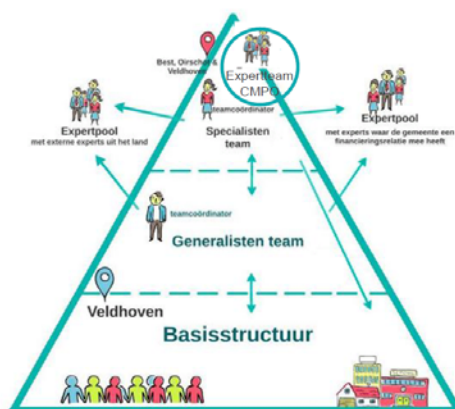 Best, Oirschot &
Veldhoven
Expertteam
CMPO
teamcoördinator
Expertpool
met externe experts uit het land
Specialisten
team
Expertpool
met experts waar de gemeente een
financieringsrelatie mee heeft
teamcoördinator
Generalisten team
Veldhoven
Basisstructuur